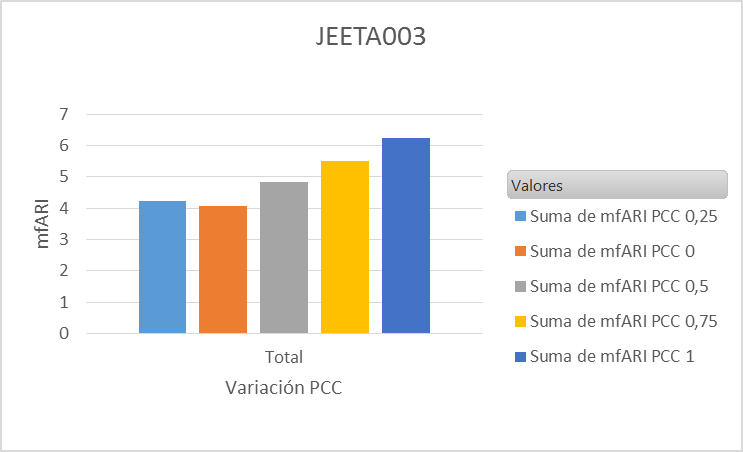 JEETA003
mfARI
7
6
5
4
3
2
1
0
Total
Variación PCC
Valores
Suma de mfARI PCC 0,25
Suma de mfARI PCC 0
Suma de mfARI PCC 0,5
Suma de mfARI PCC 0,75
Suma de mfARI PCC 1